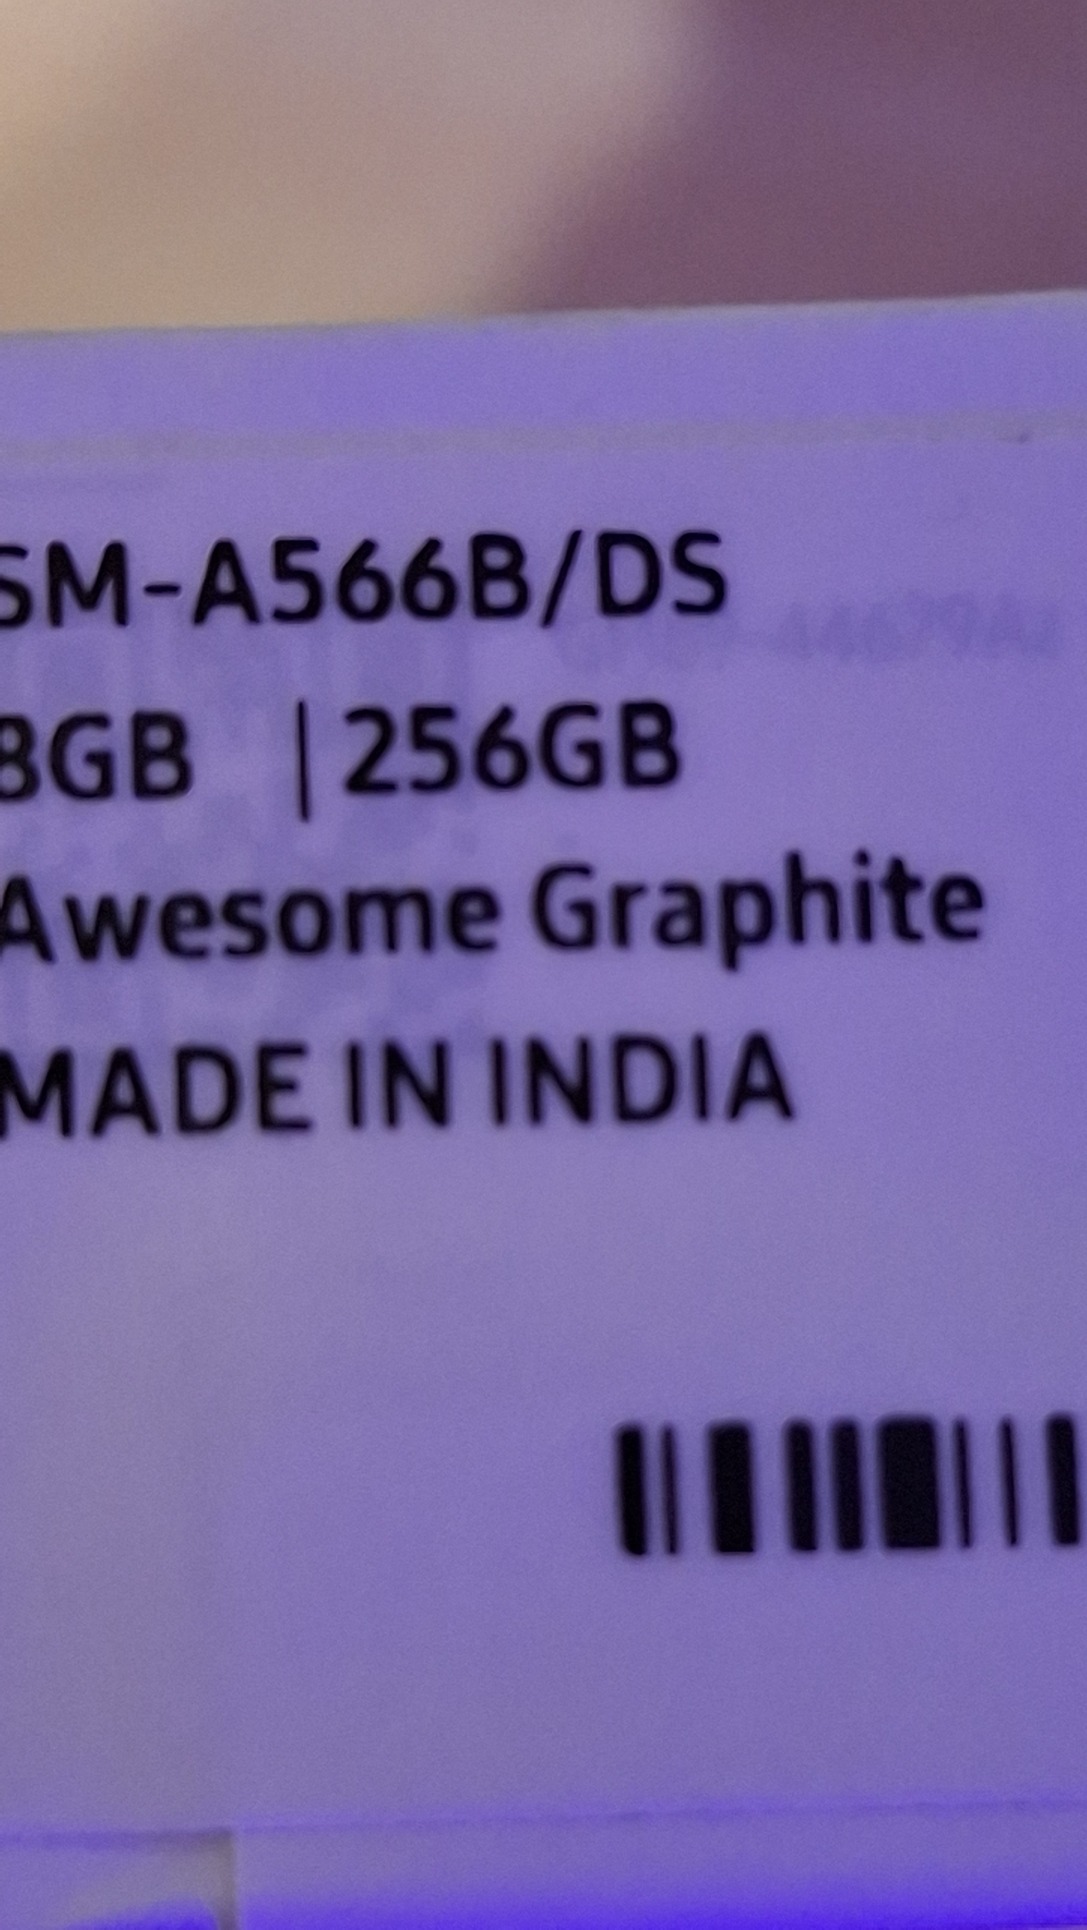 SM-A566B/DS
8GB | 256GB
Awesome Graphite
MADE IN INDIA